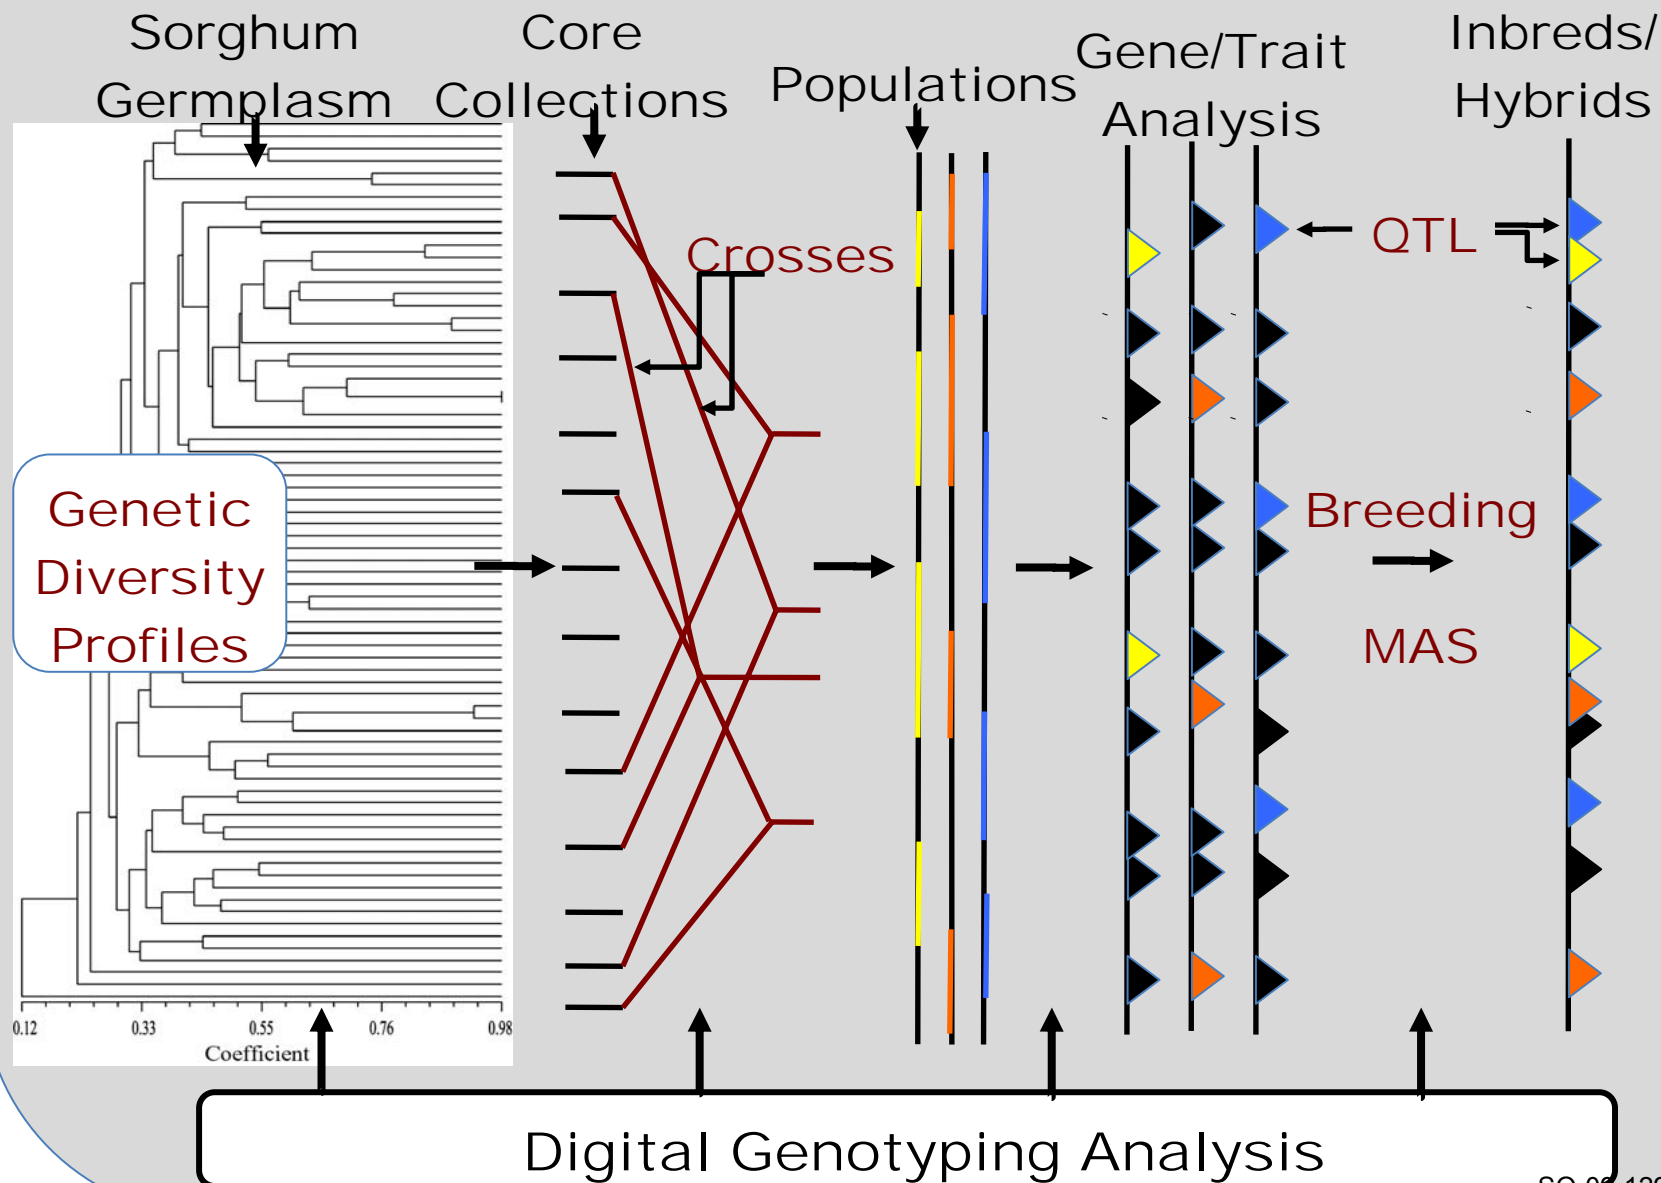 Sorghum
Germplasm
Core
Collections
Populations
Gene/Trait
Analysis
Inbreds/
Hybrids
Crosses
QTL
Genetic
Diversity
Profiles
Breeding
MAS
0.12 0.33 0.55 0.76 0.98
Coefficient
Digital Genotyping Analysis